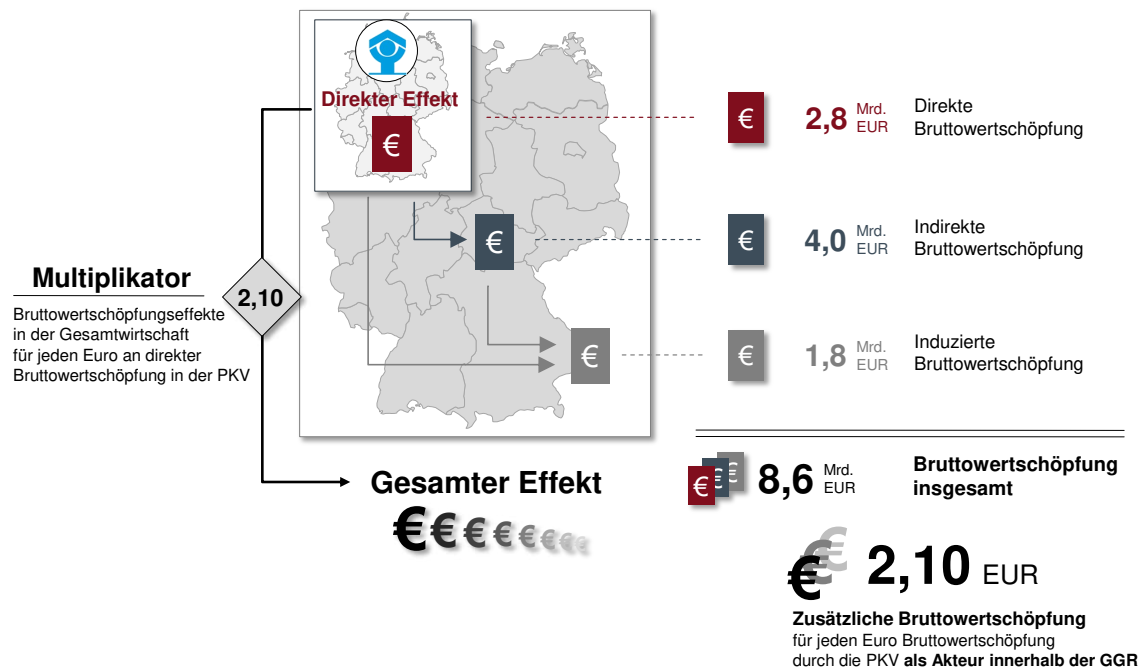 Direkter Effekt
€
€
€
Multiplikator
2,10
Bruttowertschöpfungseffekte
in der Gesamtwirtschaft
für jeden Euro an direkter
Bruttowertschöpfung in der PKV
€ 2,8 Mrd. EUR Direkte Bruttowertschöpfung
€ 4,0 Mrd. EUR Indirekte Bruttowertschöpfung
€ 1,8 Mrd. EUR Induzierte Bruttowertschöpfung
Gesamter Effekt
€€€€€€€€
€€€ 8,6 Mrd. EUR Bruttowertschöpfung insgesamt
€€€ 2,10 EUR
Zusätzliche Bruttowertschöpfung
für jeden Euro Bruttowertschöpfung
durch die PKV als Akteur innerhalb der GGR